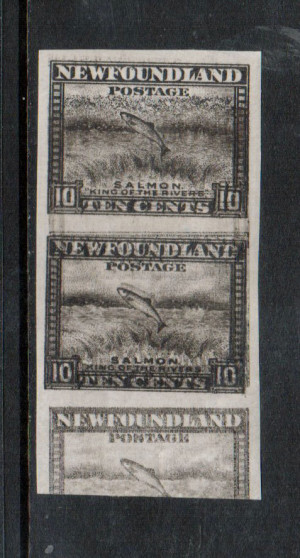 NEWFOUNDLAND
POSTAGE
SALMON
"KING OF THE RIVERS"
10 TEN CENTS 10
NEWFOUNDLAND
POSTAGE
SALMON
"KING OF THE RIVERS"
10 TEN CENTS 10
NEWFOUNDLAND
POSTAGE